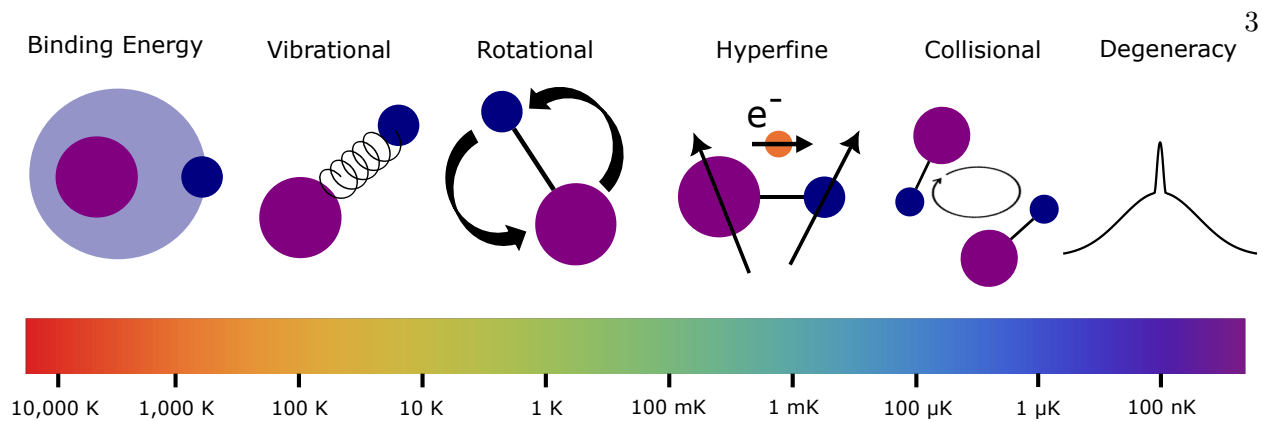 3
Binding Energy Vibrational Rotational Hyperfine Collisional Degeneracy
e-
10,000 K 1,000 K 100 K 10 K 1 K 100 mK 1 mK 100 µK 1 µK 100 nK